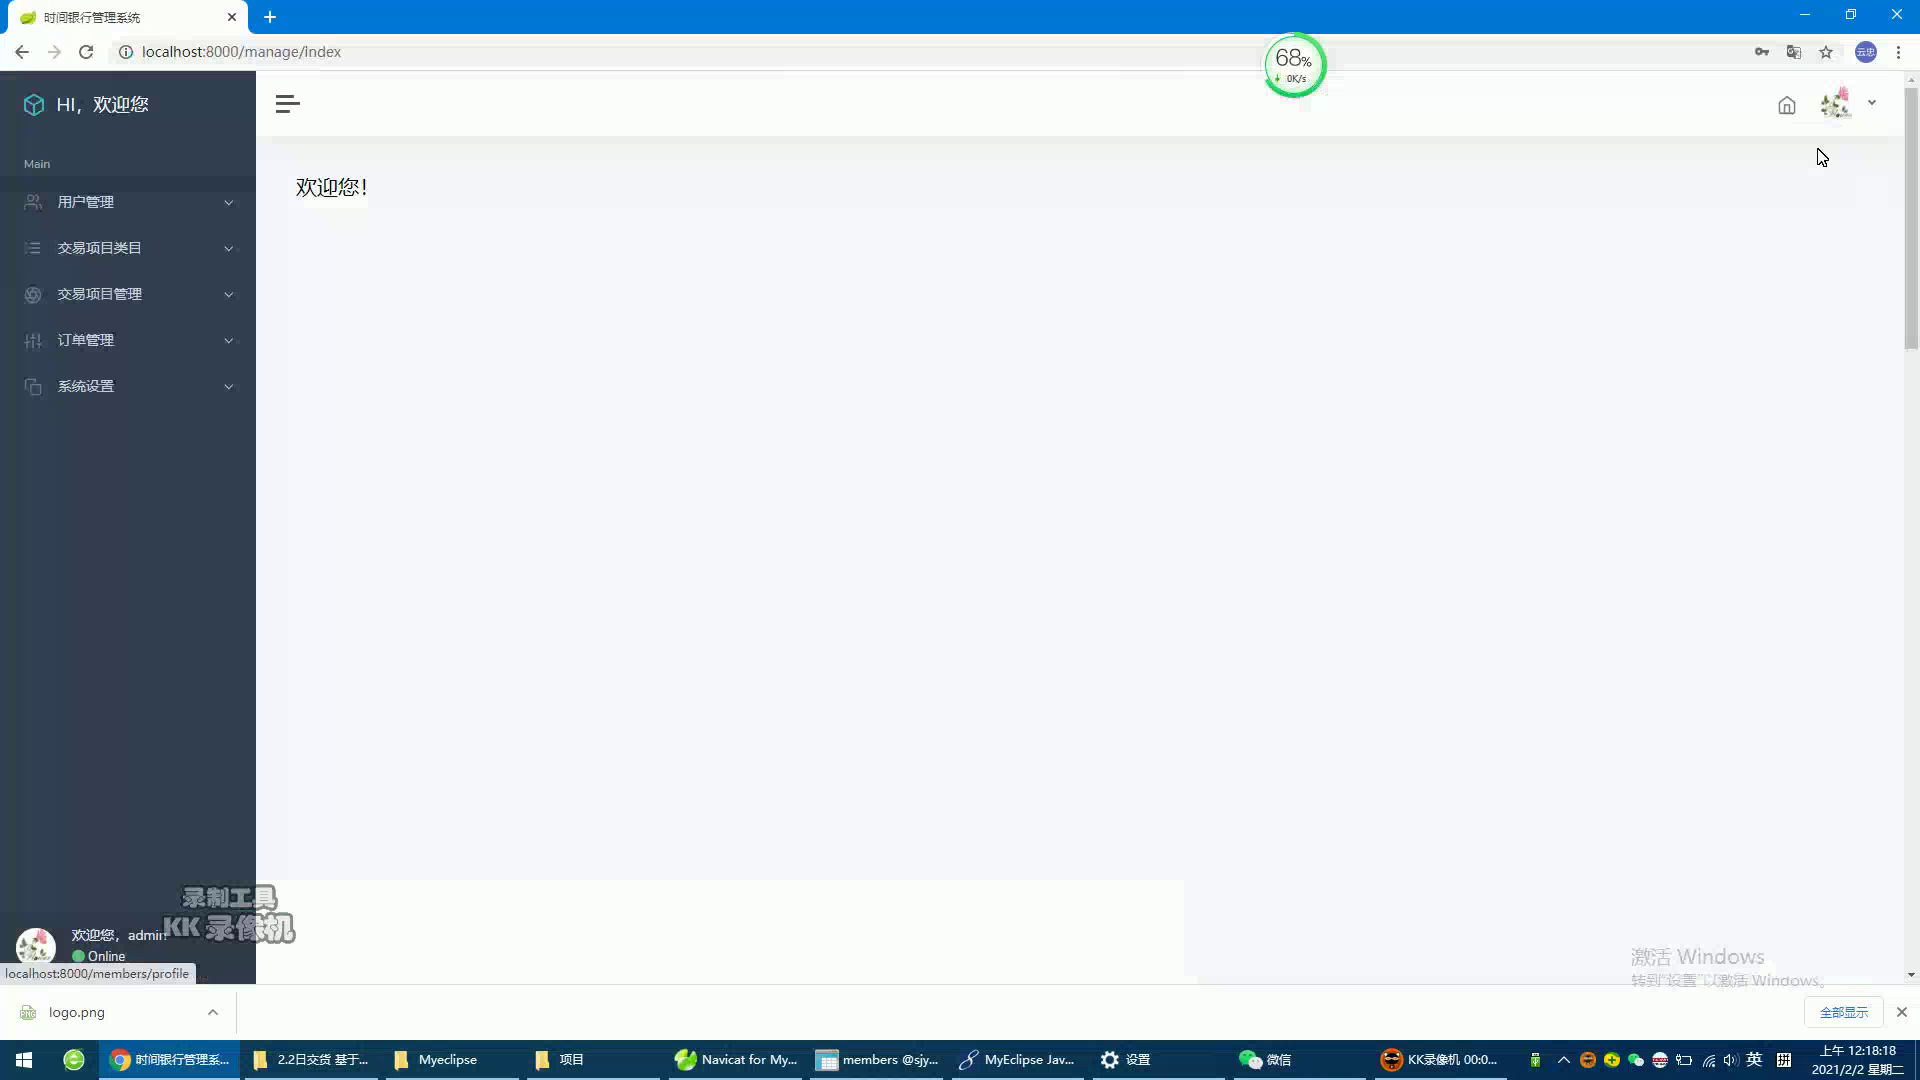 时间银行管理系统
localhost:8000/manage/index
68%
0K/s
云忠
HI，欢迎您
Main
欢迎您！
用户管理
交易项目类目
交易项目管理
订单管理
系统设置
录制工具
KK 录像机
欢迎您，admin
Online
localhost:8000/members/profile
激活 Windows
转到"设置"以激活 Windows。
logo.png
全部显示
时间银行管理系...
2.2日交货 基于...
Myeclipse
项目
Navicat for My...
members @sjy...
MyEclipse Jav...
设置
微信
KK录像机 00:0...
英
拼
上午 12:18:18
2021/2/2 星期二